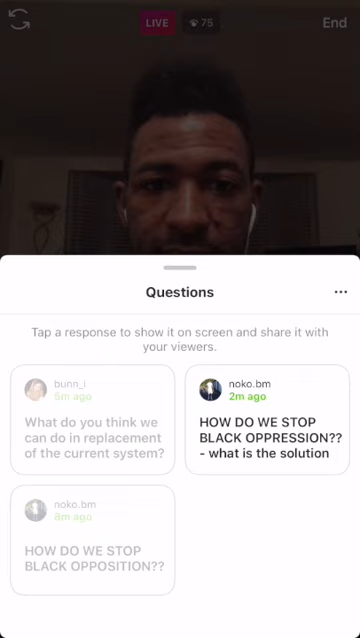 LIVE
75
End
Questions
Tap a response to show it on screen and share it with
your viewers.
bunn_i
5m ago
What do you think we
can do in replacement
of the current system?
noko.bm
2m ago
HOW DO WE STOP
BLACK OPPRESSION??
- what is the solution
noko.bm
8m ago
HOW DO WE STOP
BLACK OPPOSITION??